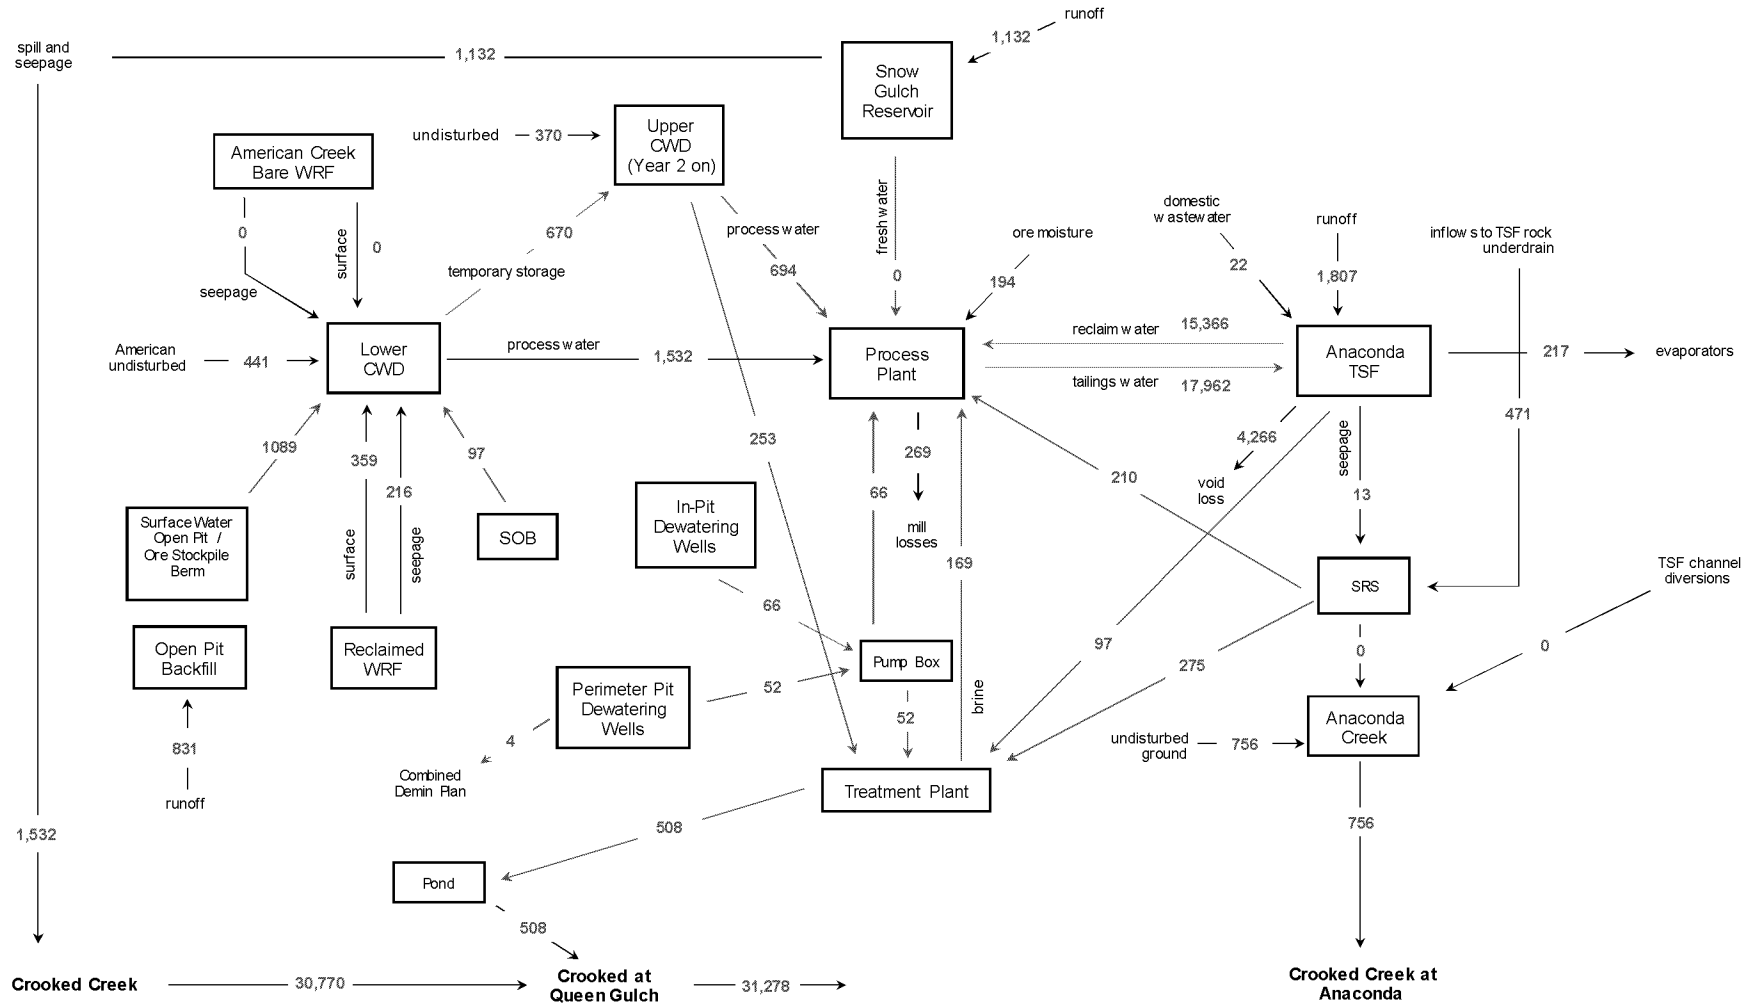 runoff
1,132
spill and
seepage
1,132
Snow
Gulch
Reservoir
undisturbed
370
Upper
CWD
(Year 2 on)
American Creek
Bare WRF
0
surface
0
seepage
670
temporary storage
process water
694
fresh water
0
ore moisture
194
domestic
wastewater
22
runoff
1,807
inflows to TSF rock
underdrain
American
undisturbed
441
Lower
CWD
process water
1,532
Process
Plant
reclaim water
15,366
tailings water
17,962
Anaconda
TSF
217
evaporators
471
1089
359
216
97
253
66
269
mill
losses
169
brine
210
4,266
void
loss
seepage
13
Surface Water
Open Pit /
Ore Stockpile
Berm
surface
seepage
SOB
In-Pit
Dewatering
Wells
66
SRS
TSF channel
diversions
0
Open Pit
Backfill
Reclaimed
WRF
Perimeter Pit
Dewatering
Wells
52
Pump Box
52
97
275
0
831
runoff
4
Combined
Demin Plan
Treatment Plant
undisturbed
ground
756
Anaconda
Creek
1,532
508
756
Pond
508
Crooked Creek
30,770
Crooked at
Queen Gulch
31,278
Crooked Creek at
Anaconda